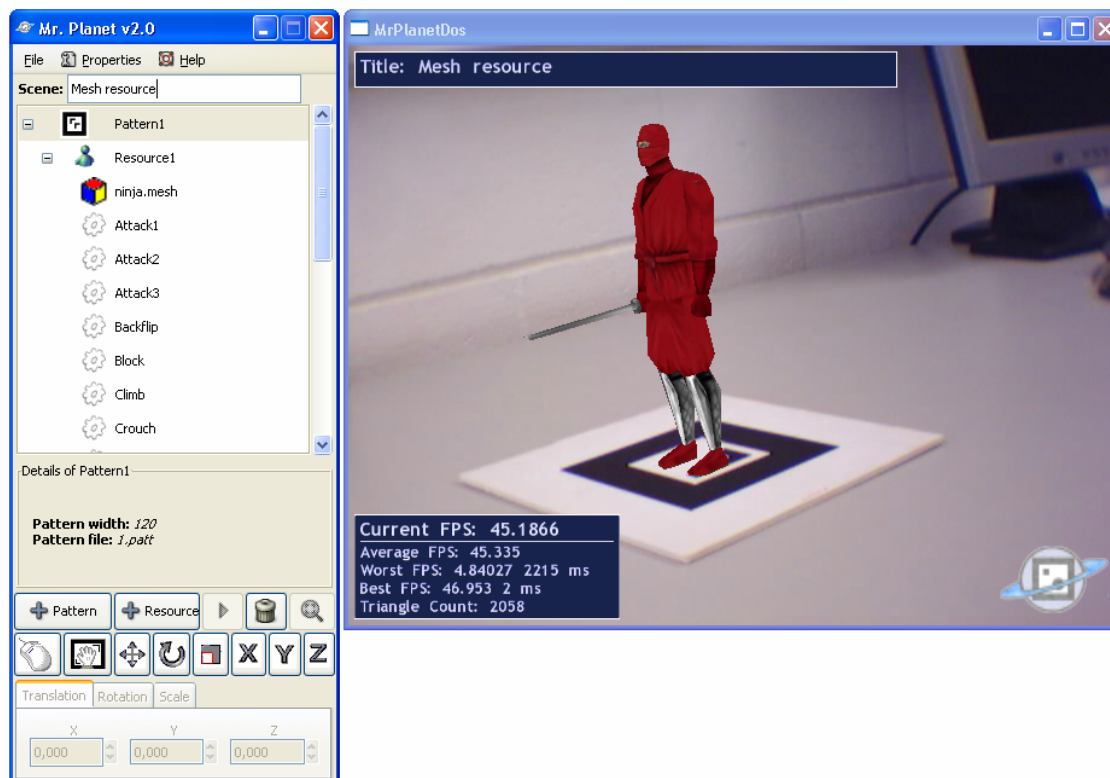 Mr. Planet v2.0
File Properties Help
Scene: Mesh resource
Pattern1
Resource1
ninja.mesh
Attack1
Attack2
Attack3
Backflip
Block
Climb
Crouch
Details of Pattern1
Pattern width: 120
Pattern file: 1.patt
Pattern Resource
X Y Z
Translation Rotation Scale
X Y Z
0,000 0,000 0,000
MrPlanetDos
Title: Mesh resource
Current FPS: 45.1866
Average FPS: 45.335
Worst FPS: 4.84027 2215 ms
Best FPS: 46.953 2 ms
Triangle Count: 2058